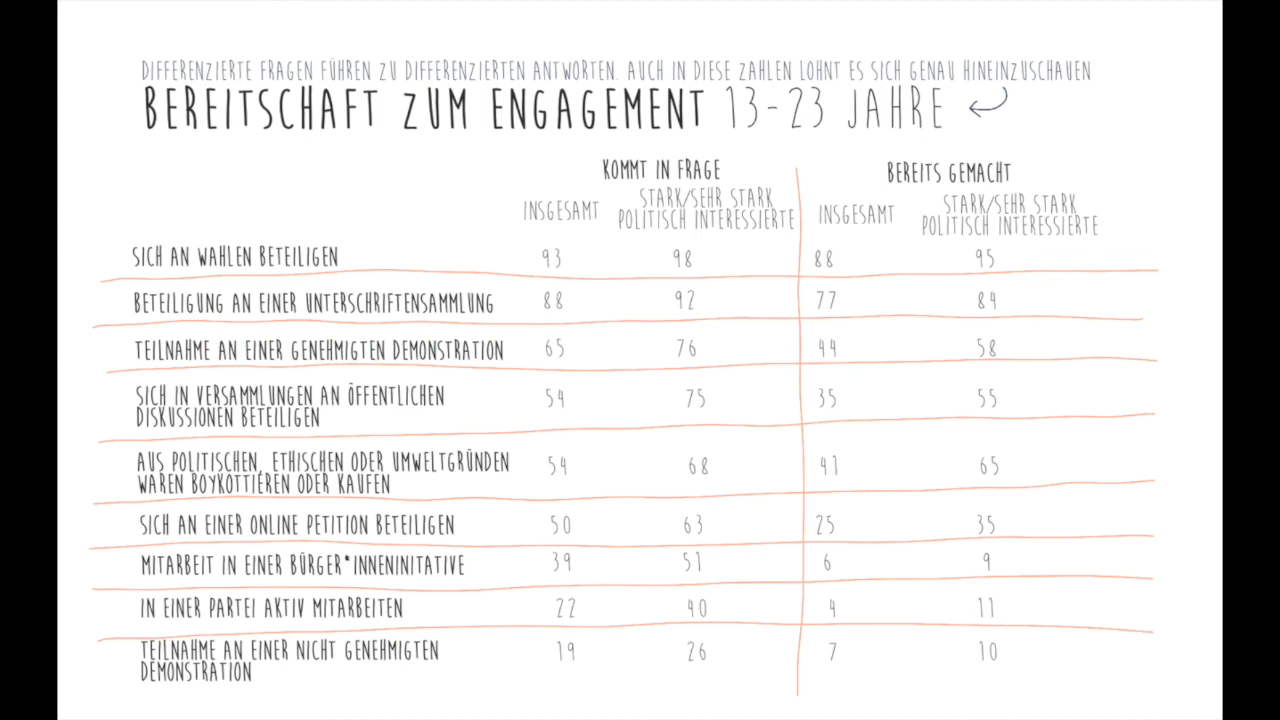 DIFFERENZIERTE FRAGEN FÜHREN ZU DIFFERENZIERTEN ANTWORTEN. AUCH IN DIESE ZAHLEN LOHNT ES SICH GENAU HINEINZUSCHAUEN
BEREITSCHAFT ZUM ENGAGEMENT 13-23 JAHRE
KOMMT IN FRAGE BEREITS GEMACHT
INSGESAMT STARK/SEHR STARK POLITISCH INTERESSIERTE INSGESAMT STARK/SEHR STARK POLITISCH INTERESSIERTE
SICH AN WAHLEN BETEILIGEN 93 98 88 95
BETEILIGUNG AN EINER UNTERSCHRIFTENSAMMLUNG 88 92 77 84
TEILNAHME AN EINER GENEHMIGTEN DEMONSTRATION 65 76 44 58
SICH IN VERSAMMLUNGEN AN ÖFFENTLICHEN
DISKUSSIONEN BETEILIGEN 54 75 35 55
AUS POLITISCHEN, ETHISCHEN ODER UMWELTGRÜNDEN
WAREN BOYKOTTIEREN ODER KAUFEN 54 68 41 65
SICH AN EINER ONLINE PETITION BETEILIGEN 50 63 25 35
MITARBEIT IN EINER BÜRGER*INNENINITATIVE 39 51 6 9
IN EINER PARTEI AKTIV MITARBEITEN 22 40 4 11
TEILNAHME AN EINER NICHT GENEHMIGTEN
DEMONSTRATION 19 26 7 10